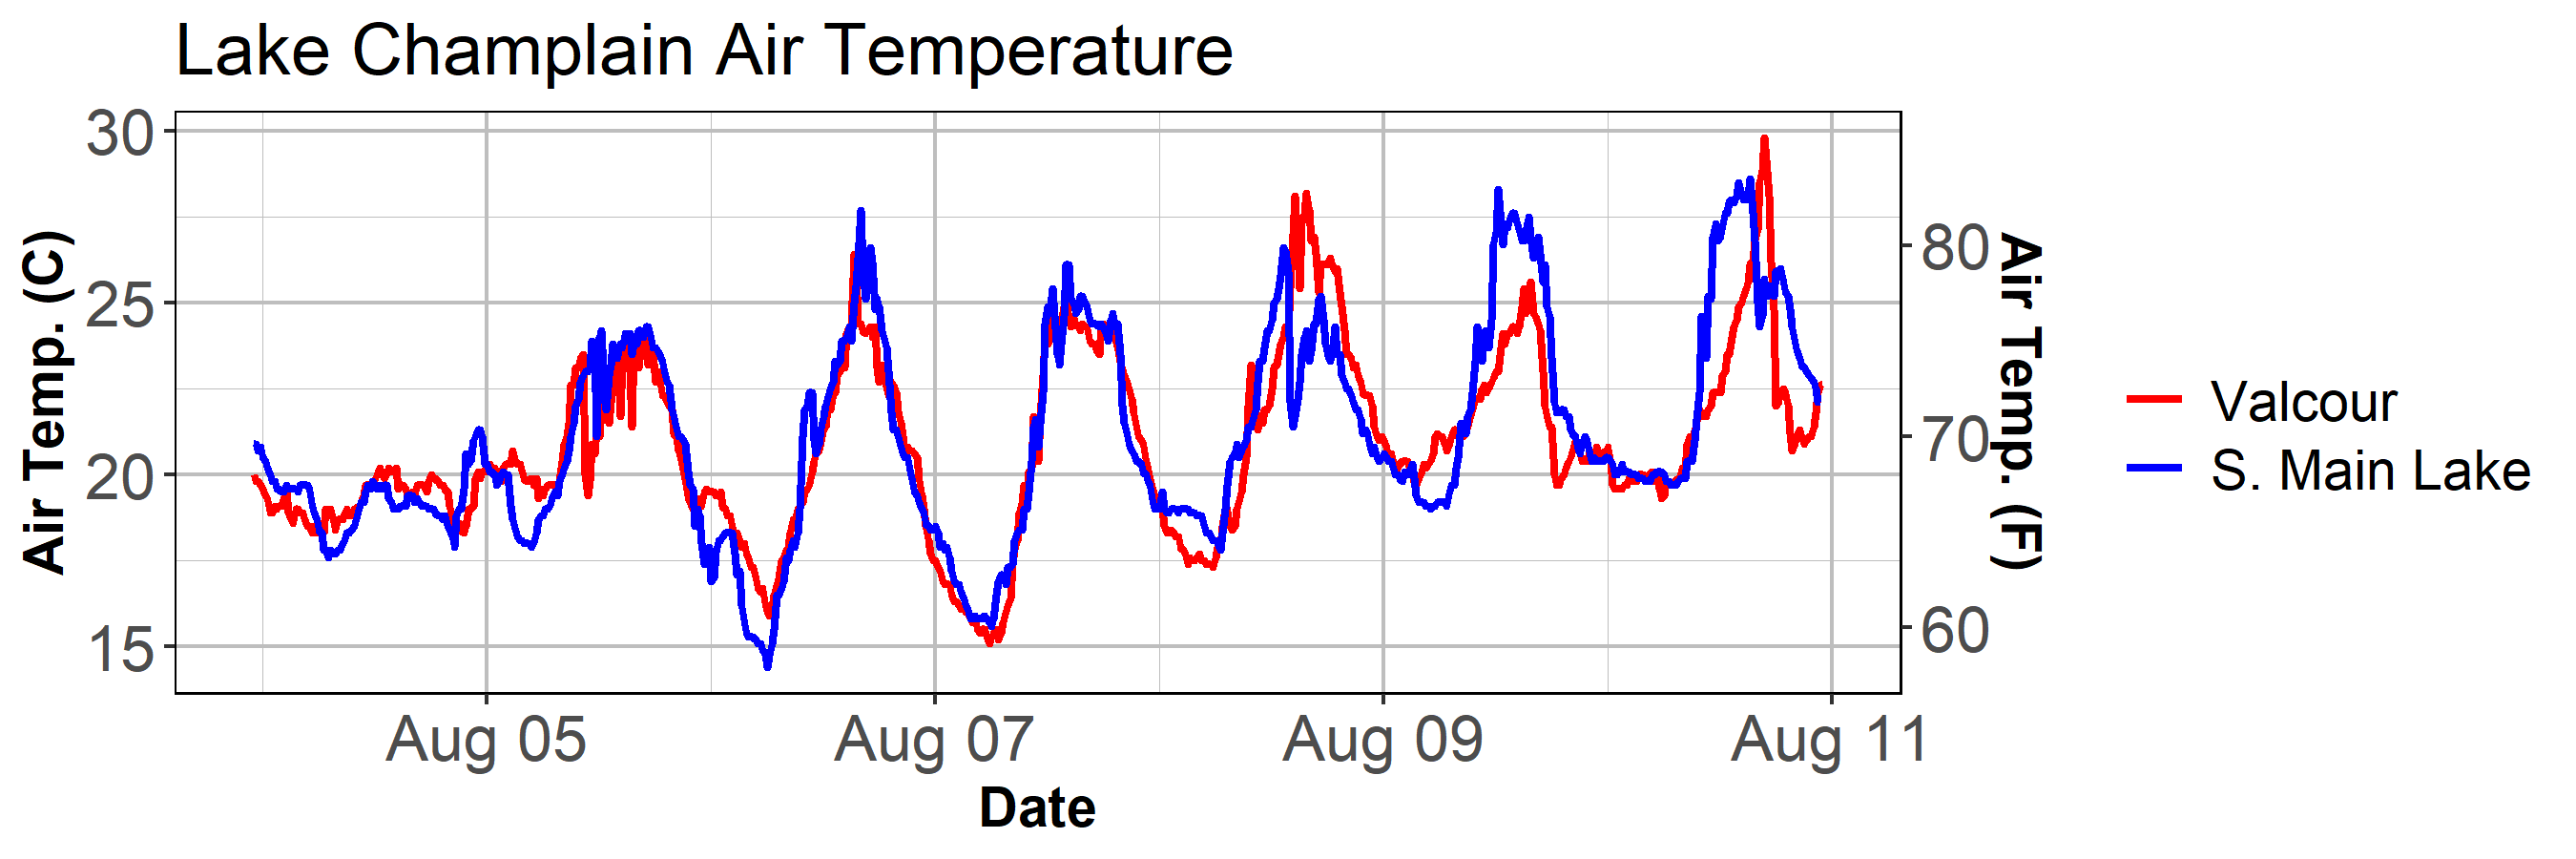 Lake Champlain Air Temperature
30
25
20
15
Air Temp. (C)
80
70
60
Air Temp. (F)
Aug 05
Aug 07
Aug 09
Aug 11
Date
Valcour
S. Main Lake